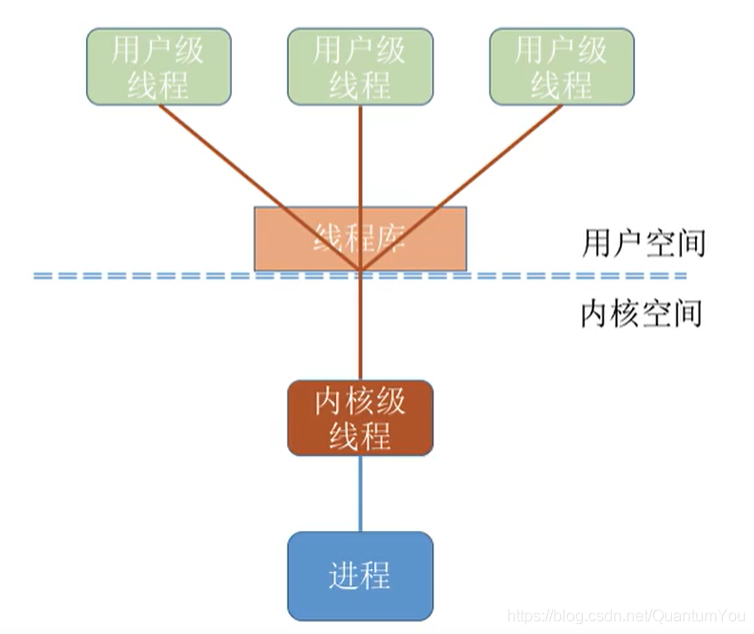 用户级
线程
用户级
线程
用户级
线程
线程库
用户空间
内核空间
内核级
线程
进程
https://blog.csdn.net/QuantumYou